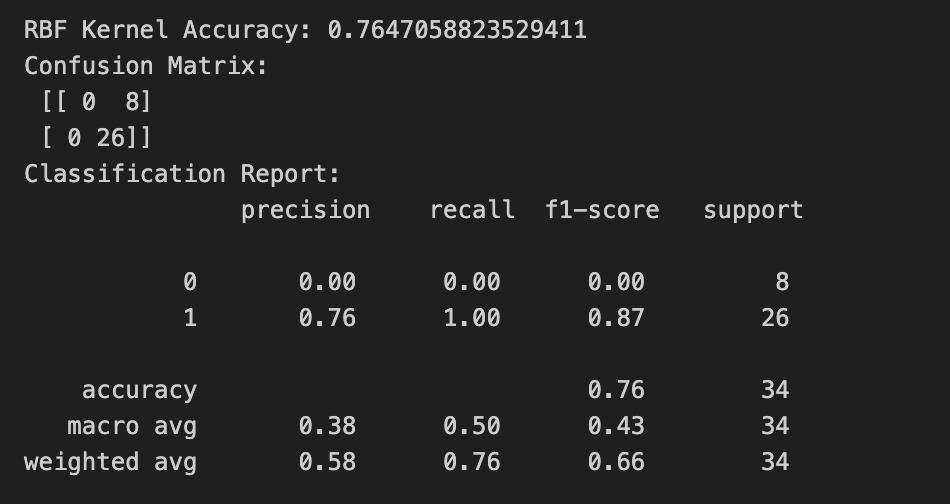 RBF Kernel Accuracy: 0.7647058823529411
Confusion Matrix:
 [[ 0  8]
 [ 0 26]]
Classification Report:
               precision    recall  f1-score   support

           0       0.00      0.00      0.00         8
           1       0.76      1.00      0.87        26

    accuracy                           0.76        34
   macro avg       0.38      0.50      0.43        34
weighted avg       0.58      0.76      0.66        34